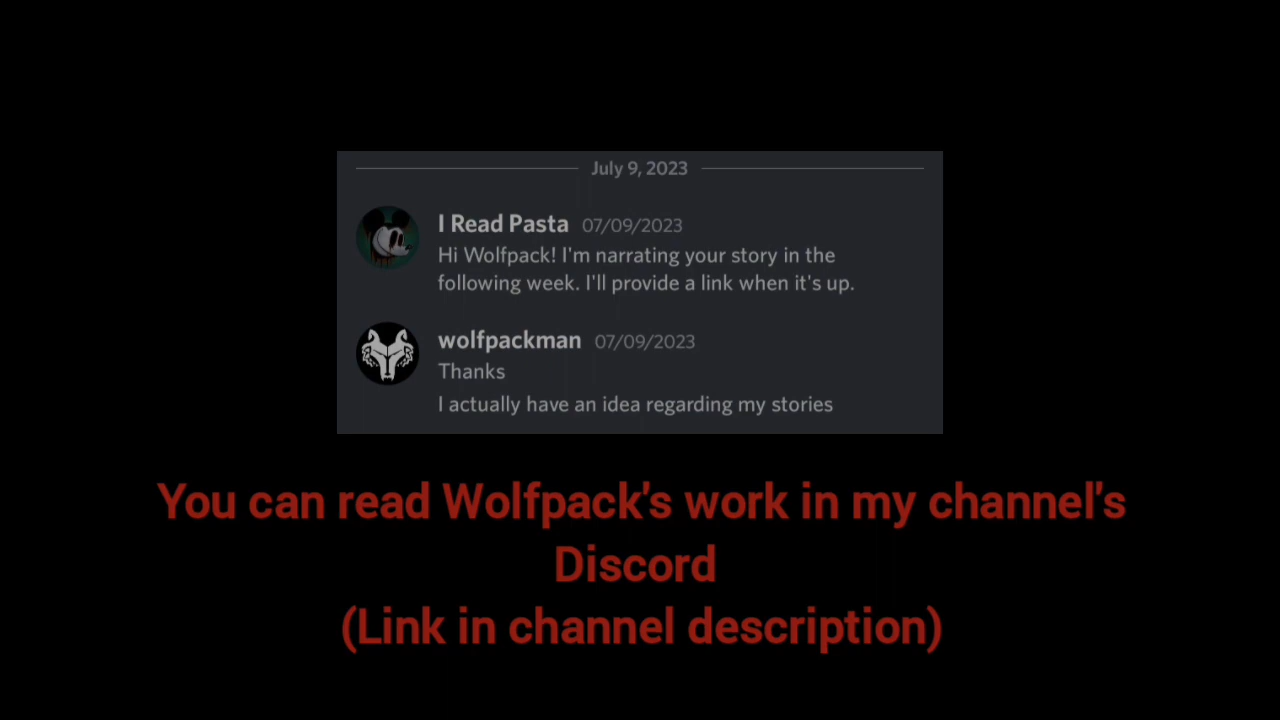 July 9, 2023
I Read Pasta 07/09/2023
Hi Wolfpack! I'm narrating your story in the
following week. I'll provide a link when it's up.
wolfpackman 07/09/2023
Thanks
I actually have an idea regarding my stories
You can read Wolfpack's work in my channel's
Discord
(Link in channel description)